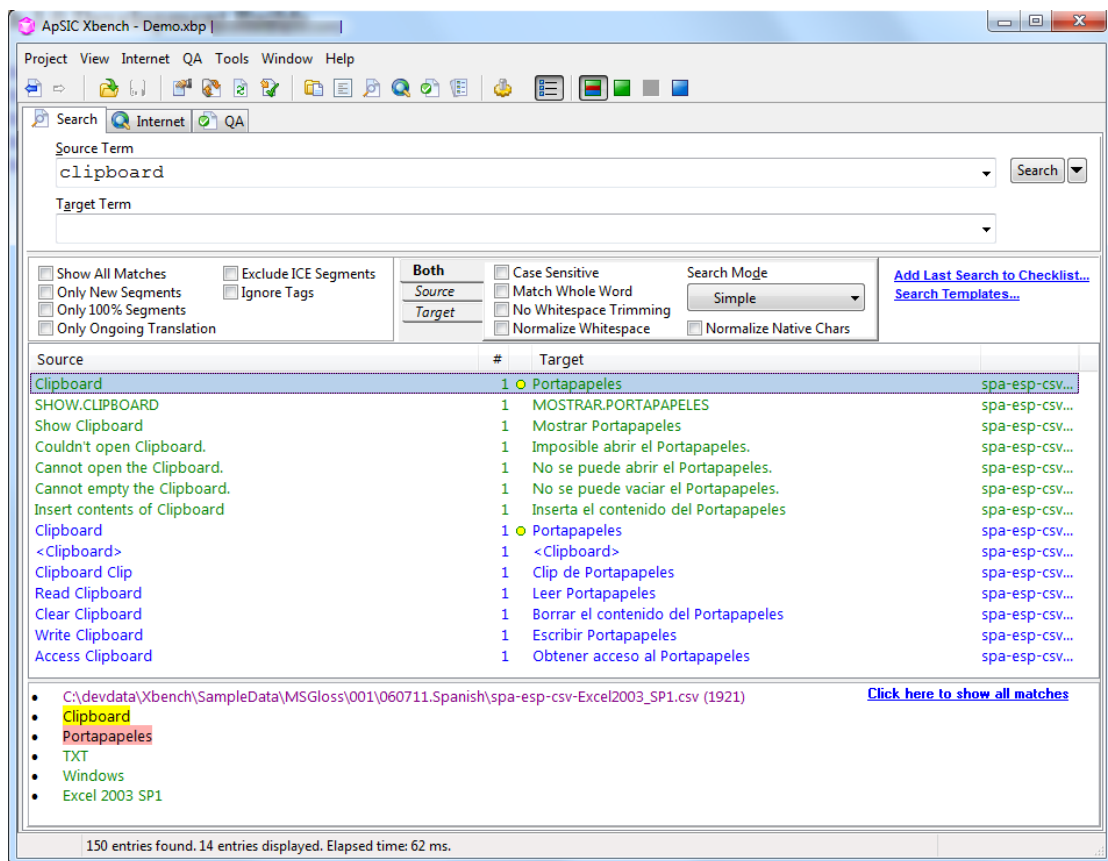 ApSIC Xbench - Demo.xbp |
Project View Internet QA Tools Window Help
Search Internet QA
Source Term
clipboard
Search
Target Term
Show All Matches Exclude ICE Segments
Only New Segments Ignore Tags
Only 100% Segments
Only Ongoing Translation
Both
Source
Target
Case Sensitive Search Mode
Match Whole Word Simple
No Whitespace Trimming
Normalize Whitespace Normalize Native Chars
Add Last Search to Checklist...
Search Templates...
Source # Target
Clipboard 1 Portapapeles spa-esp-csv...
SHOW.CLIPBOARD 1 MOSTRAR.PORTAPAPELES spa-esp-csv...
Show Clipboard 1 Mostrar Portapapeles spa-esp-csv...
Couldn't open Clipboard. 1 Imposible abrir el Portapapeles. spa-esp-csv...
Cannot open the Clipboard. 1 No se puede abrir el Portapapeles. spa-esp-csv...
Cannot empty the Clipboard. 1 No se puede vaciar el Portapapeles. spa-esp-csv...
Insert contents of Clipboard 1 Inserta el contenido del Portapapeles spa-esp-csv...
Clipboard 1 Portapapeles spa-esp-csv...
<Clipboard> 1 <Clipboard> spa-esp-csv...
Clipboard Clip 1 Clip de Portapapeles spa-esp-csv...
Read Clipboard 1 Leer Portapapeles spa-esp-csv...
Clear Clipboard 1 Borrar el contenido del Portapapeles spa-esp-csv...
Write Clipboard 1 Escribir Portapapeles spa-esp-csv...
Access Clipboard 1 Obtener acceso al Portapapeles spa-esp-csv...
• C:\devdata\Xbench\SampleData\MSGloss\001\060711.Spanish\spa-esp-csv-Excel2003_SP1.csv (1921) Click here to show all matches
• Clipboard
• Portapapeles
• TXT
• Windows
• Excel 2003 SP1
150 entries found. 14 entries displayed. Elapsed time: 62 ms.